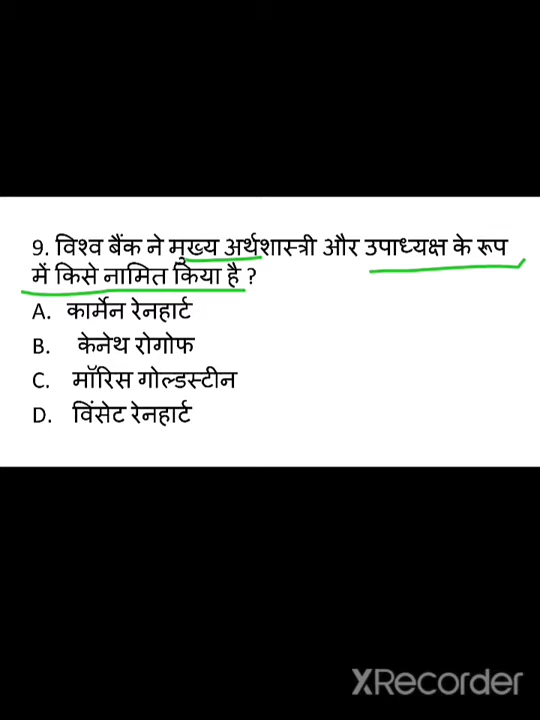 9. विश्व बैंक ने मुख्य अर्थशास्त्री और उपाध्यक्ष के रूप
में किसे नामित किया है ?
A. कार्मेन रेनहार्ट
B. केनेथ रोगोफ
C. मॉरिस गोल्डस्टीन
D. विंसेट रेनहार्ट
XRecorder